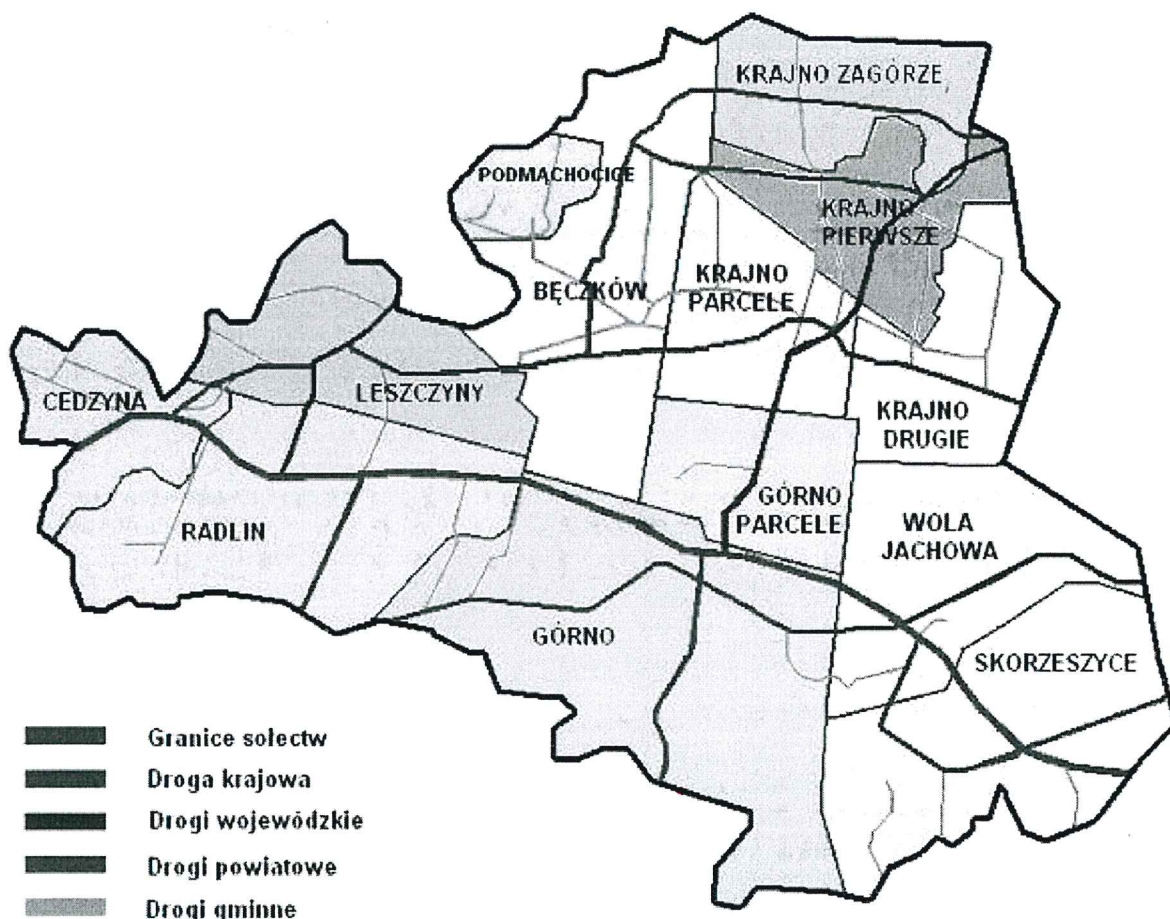 KRAJNO ZAGÓRZE
PODMĄCHOCICE
KRAJNO
PIERWSZE
BĘCZKÓW
KRAJNO
PARCELE
CEDZYNA
LESZCZYNY
KRAJNO
DRUGIE
RADLIN
GÓRNO
PARCELE
WOLA
JACHOWA
GÓRNO
SKORZESZYCE
Granice sołectw
Droga krajowa
Drogi wojewódzkie
Drogi powiatowe
Drogi gminne